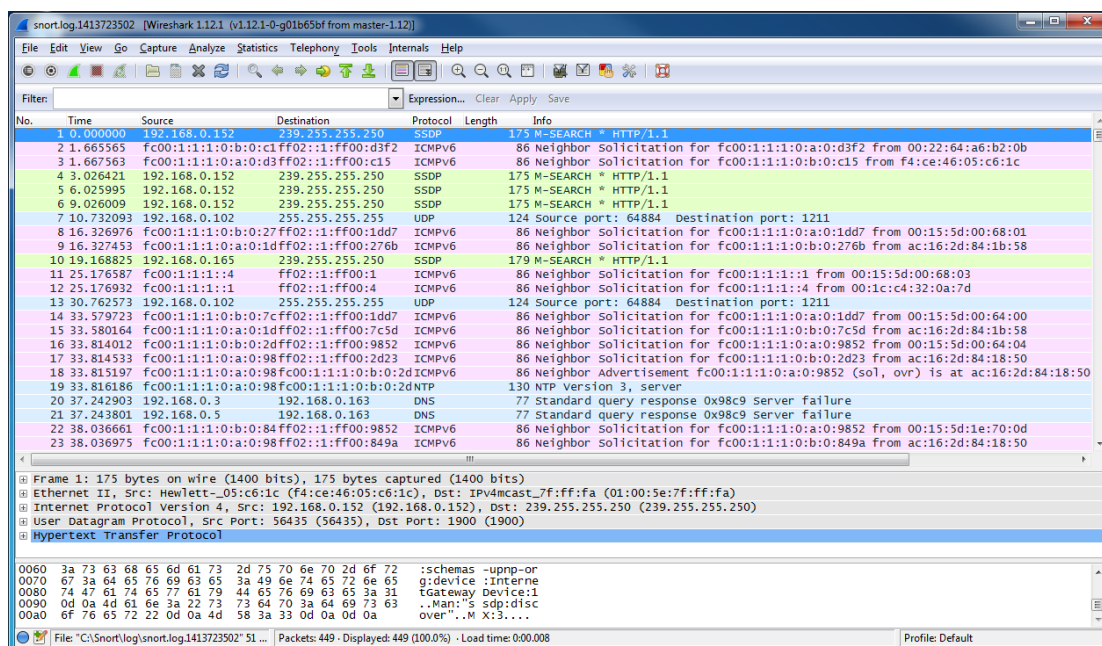 snort.log.1413723502 [Wireshark 1.12.1 (v1.12.1-0-g01b65bf from master-1.12)]
File Edit View Go Capture Analyze Statistics Telephony Tools Internals Help
Filter: Expression... Clear Apply Save
No. Time Source Destination Protocol Length Info
1 0.000000 192.168.0.152 239.255.255.250 SSDP 175 M-SEARCH * HTTP/1.1
2 1.665565 fc00:1:1:1:0:b:0:c1ff02::1:ff00:d3f2 ICMPv6 86 Neighbor Solicitation for fc00:1:1:1:0:a:0:d3f2 from 00:22:64:a6:b2:0b
3 1.667563 fc00:1:1:1:0:a:0:d3ff02::1:ff00:c15 ICMPv6 86 Neighbor Solicitation for fc00:1:1:1:0:b:0:c15 from f4:ce:46:05:c6:1c
4 3.026421 192.168.0.152 239.255.255.250 SSDP 175 M-SEARCH * HTTP/1.1
5 6.025995 192.168.0.152 239.255.255.250 SSDP 175 M-SEARCH * HTTP/1.1
6 9.026009 192.168.0.152 239.255.255.250 SSDP 175 M-SEARCH * HTTP/1.1
7 10.732093 192.168.0.102 255.255.255.255 UDP 124 Source port: 64884 Destination port: 1211
8 16.326976 fc00:1:1:1:0:b:0:27ff02::1:ff00:1dd7 ICMPv6 86 Neighbor Solicitation for fc00:1:1:1:0:a:0:1dd7 from 00:15:5d:00:68:01
9 16.327453 fc00:1:1:1:0:a:0:1dff02::1:ff00:276b ICMPv6 86 Neighbor Solicitation for fc00:1:1:1:0:b:0:276b from ac:16:2d:84:1b:58
10 19.168825 192.168.0.165 239.255.255.250 SSDP 179 M-SEARCH * HTTP/1.1
11 25.176587 fc00:1:1:1::4 ff02::1:ff00:1 ICMPv6 86 Neighbor Solicitation for fc00:1:1:1::1 from 00:15:5d:00:68:03
12 25.176932 fc00:1:1:1::1 ff02::1:ff00:4 ICMPv6 86 Neighbor Solicitation for fc00:1:1:1::4 from 00:1c:c4:32:0a:7d
13 30.762573 192.168.0.102 255.255.255.255 UDP 124 Source port: 64884 Destination port: 1211
14 33.579723 fc00:1:1:1:0:b:0:7cff02::1:ff00:1dd7 ICMPv6 86 Neighbor Solicitation for fc00:1:1:1:0:a:0:1dd7 from 00:15:5d:00:64:00
15 33.580164 fc00:1:1:1:0:a:0:1dff02::1:ff00:7c5d ICMPv6 86 Neighbor Solicitation for fc00:1:1:1:0:b:0:7c5d from ac:16:2d:84:1b:58
16 33.814012 fc00:1:1:1:0:b:0:2dff02::1:ff00:9852 ICMPv6 86 Neighbor Solicitation for fc00:1:1:1:0:a:0:9852 from 00:15:5d:00:64:04
17 33.814533 fc00:1:1:1:0:a:0:98ff02::1:ff00:2d23 ICMPv6 86 Neighbor Solicitation for fc00:1:1:1:0:b:0:2d23 from ac:16:2d:84:18:50
18 33.815197 fc00:1:1:1:0:a:0:98fc00:1:1:1:0:b:0:2dICMPv6 86 Neighbor Advertisement fc00:1:1:1:0:a:0:9852 (sol, ovr) is at ac:16:2d:84:18:50
19 33.816186 fc00:1:1:1:0:a:0:98fc00:1:1:1:0:b:0:2dNTP 130 NTP Version 3, server
20 37.242903 192.168.0.3 192.168.0.163 DNS 77 Standard query response 0x98c9 Server failure
21 37.243801 192.168.0.5 192.168.0.163 DNS 77 Standard query response 0x98c9 Server failure
22 38.036661 fc00:1:1:1:0:b:0:84ff02::1:ff00:9852 ICMPv6 86 Neighbor Solicitation for fc00:1:1:1:0:a:0:9852 from 00:15:5d:1e:70:0d
23 38.036975 fc00:1:1:1:0:a:0:98ff02::1:ff00:849a ICMPv6 86 Neighbor Solicitation for fc00:1:1:1:0:b:0:849a from ac:16:2d:84:18:50
Frame 1: 175 bytes on wire (1400 bits), 175 bytes captured (1400 bits)
Ethernet II, Src: Hewlett-_05:c6:1c (f4:ce:46:05:c6:1c), Dst: IPv4mcast_7f:ff:fa (01:00:5e:7f:ff:fa)
Internet Protocol Version 4, Src: 192.168.0.152 (192.168.0.152), Dst: 239.255.255.250 (239.255.255.250)
User Datagram Protocol, Src Port: 56435 (56435), Dst Port: 1900 (1900)
Hypertext Transfer Protocol
0060 3a 73 63 68 65 6d 61 73 2d 75 70 6e 70 2d 6f 72 :schemas -upnp-or
0070 67 3a 64 65 76 69 63 65 3a 49 6e 74 65 72 6e 65 g:device :Interne
0080 74 47 61 74 65 77 61 79 44 65 76 69 63 65 3a 31 tGateway Device:1
0090 0d 0a 4d 61 6e 3a 22 73 73 64 70 3a 64 69 73 63 ..Man:"s sdp:disc
00a0 6f 76 65 72 22 0d 0a 4d 58 3a 33 0d 0a 0d 0a over"..M X:3....
File: "C:\Snort\log\snort.log.1413723502" 51 ... Packets: 449 · Displayed: 449 (100.0%) · Load time: 0:00.008 Profile: Default